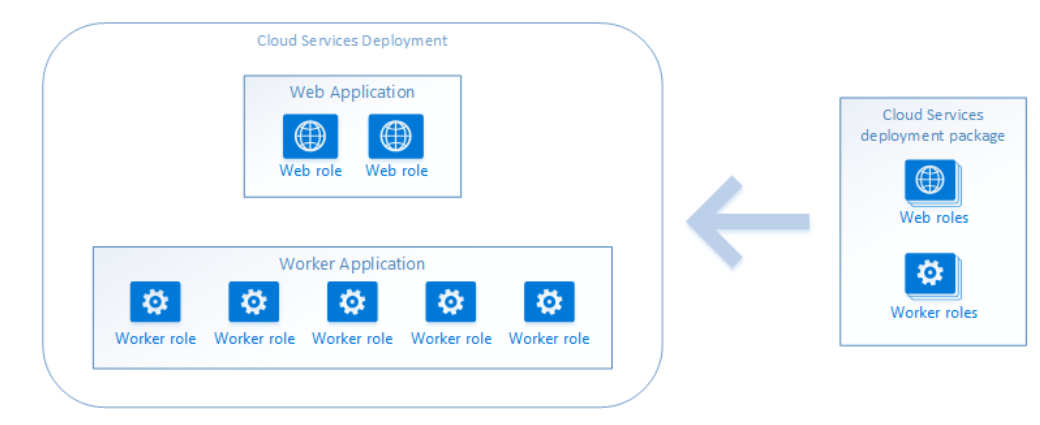 Cloud Services Deployment
Web Application
Web role Web role
Worker Application
Worker role Worker role Worker role Worker role Worker role
Cloud Services
deployment package
Web roles
Worker roles